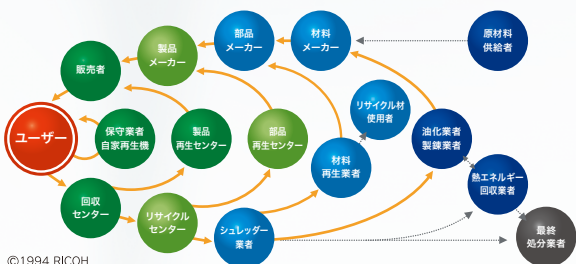 部品
メーカー
材料
メーカー
原材料
供給者
製品
メーカー
販売者
リサイクル材
使用者
ユーザー
保守業者
自家再生機
製品
再生センター
部品
再生センター
油化業者
製錬業者
材料
再生業者
熱エネルギー
回収業者
回収
センター
リサイクル
センター
シュレッダー
業者
最終
処分業者
©1994 RICOH